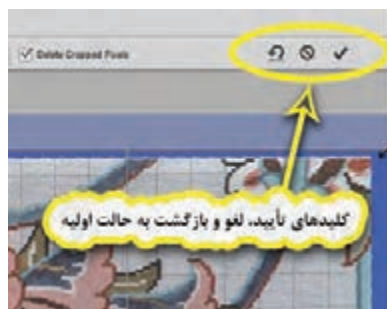 Delete Cropped Pixels
کلیدهای تأیید، لغو و بازگشت به حالت اولیه